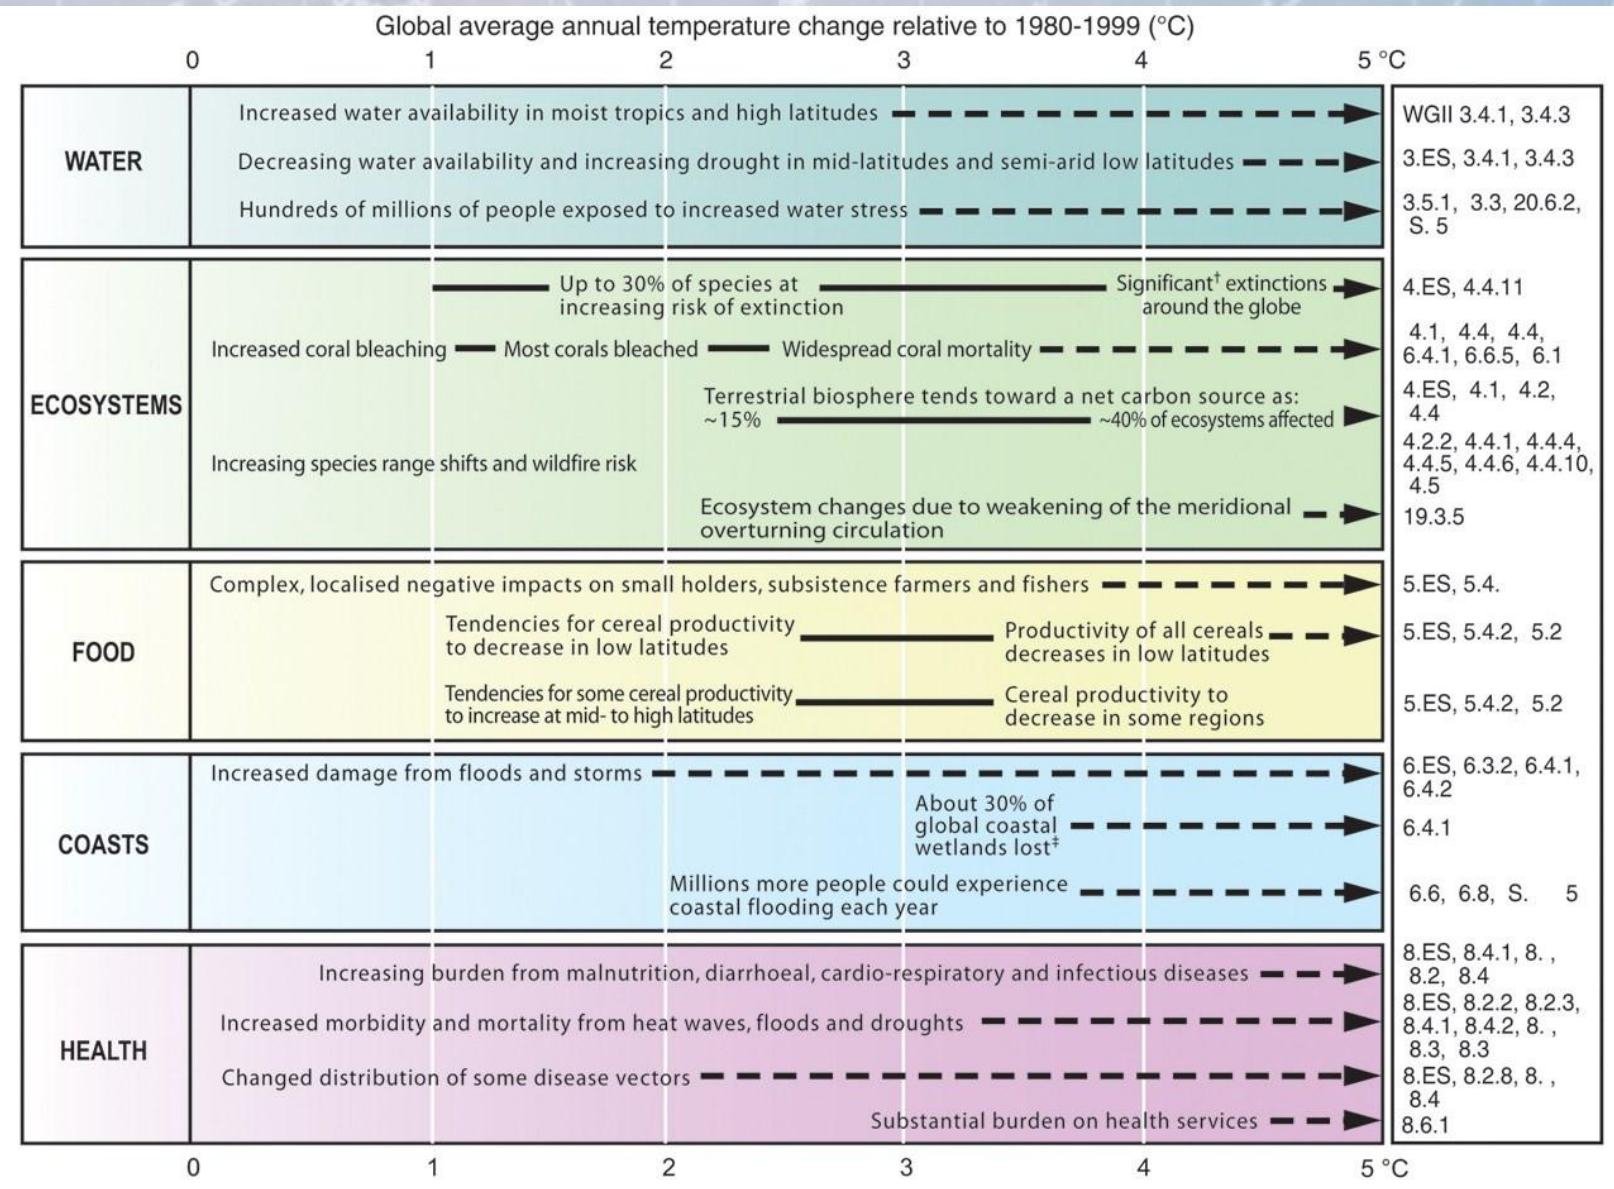 Global average annual temperature change relative to 1980-1999 (°C)
0 1 2 3 4 5 °C
WATER
Increased water availability in moist tropics and high latitudes
WGII 3.4.1, 3.4.3
Decreasing water availability and increasing drought in mid-latitudes and semi-arid low latitudes
3.ES, 3.4.1, 3.4.3
Hundreds of millions of people exposed to increased water stress
3.5.1, 3.3, 20.6.2,
S. 5
ECOSYSTEMS
Up to 30% of species at
increasing risk of extinction
Significant† extinctions
around the globe
4.ES, 4.4.11
Increased coral bleaching
Most corals bleached
Widespread coral mortality
4.1, 4.4, 4.4,
6.4.1, 6.6.5, 6.1
Terrestrial biosphere tends toward a net carbon source as:
~15%
~40% of ecosystems affected
4.ES, 4.1, 4.2,
4.4
Increasing species range shifts and wildfire risk
4.2.2, 4.4.1, 4.4.4,
4.4.5, 4.4.6, 4.4.10,
4.5
Ecosystem changes due to weakening of the meridional
overturning circulation
19.3.5
FOOD
Complex, localised negative impacts on small holders, subsistence farmers and fishers
5.ES, 5.4.
Tendencies for cereal productivity
to decrease in low latitudes
Productivity of all cereals
decreases in low latitudes
5.ES, 5.4.2, 5.2
Tendencies for some cereal productivity
to increase at mid- to high latitudes
Cereal productivity to
decrease in some regions
5.ES, 5.4.2, 5.2
COASTS
Increased damage from floods and storms
6.ES, 6.3.2, 6.4.1,
6.4.2
About 30% of
global coastal
wetlands lost‡
6.4.1
Millions more people could experience
coastal flooding each year
6.6, 6.8, S. 5
HEALTH
Increasing burden from malnutrition, diarrhoeal, cardio-respiratory and infectious diseases
8.ES, 8.4.1, 8. ,
8.2, 8.4
Increased morbidity and mortality from heat waves, floods and droughts
8.ES, 8.2.2, 8.2.3,
8.4.1, 8.4.2, 8. ,
8.3, 8.3
Changed distribution of some disease vectors
8.ES, 8.2.8, 8. ,
8.4
Substantial burden on health services
8.6.1
0 1 2 3 4 5 °C